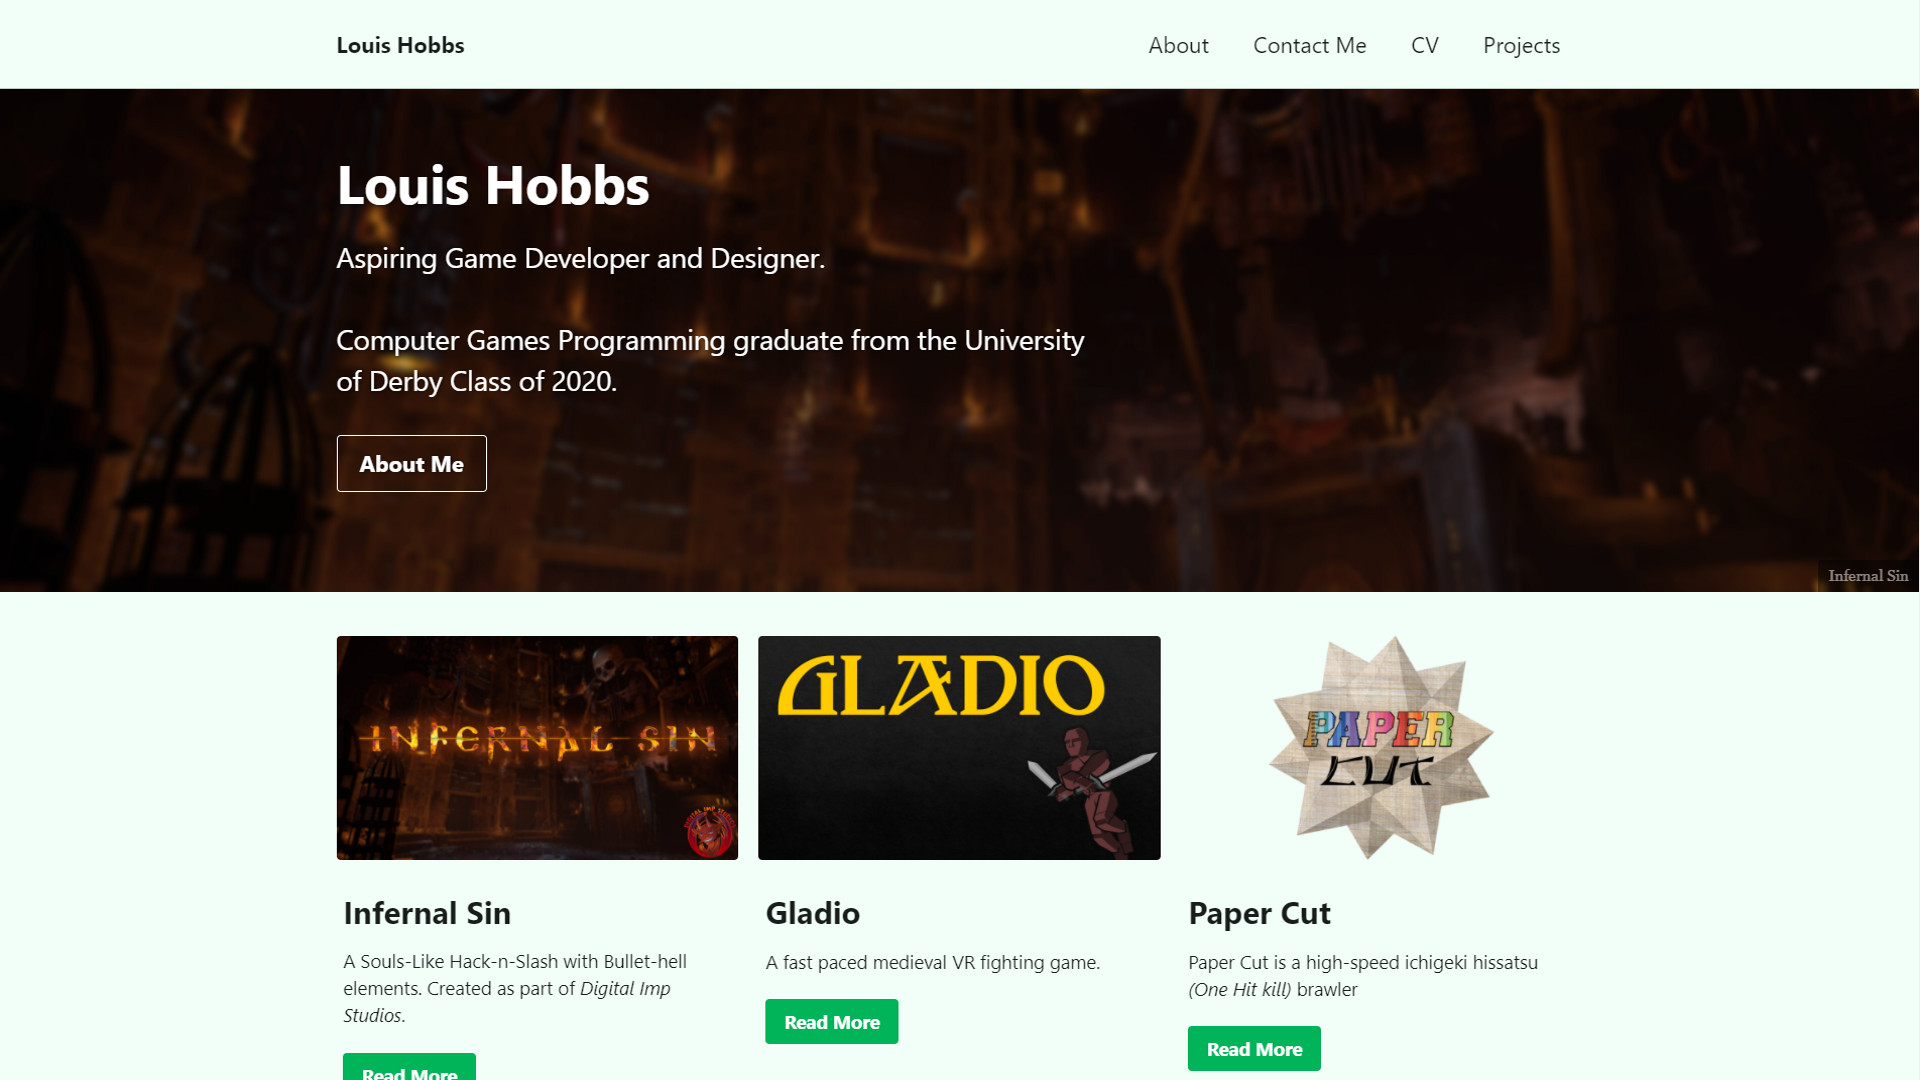 Louis Hobbs
About
Contact Me
CV
Projects
Louis Hobbs
Aspiring Game Developer and Designer.
Computer Games Programming graduate from the University
of Derby Class of 2020.
About Me
Infernal Sin
INFERNAL SIN
DIGITAL IMP STUDIOS
GLADIO
PAPER
CUT
Infernal Sin
A Souls-Like Hack-n-Slash with Bullet-hell
elements. Created as part of Digital Imp
Studios.
Read More
Gladio
A fast paced medieval VR fighting game.
Read More
Paper Cut
Paper Cut is a high-speed ichigeki hissatsu
(One Hit kill) brawler
Read More